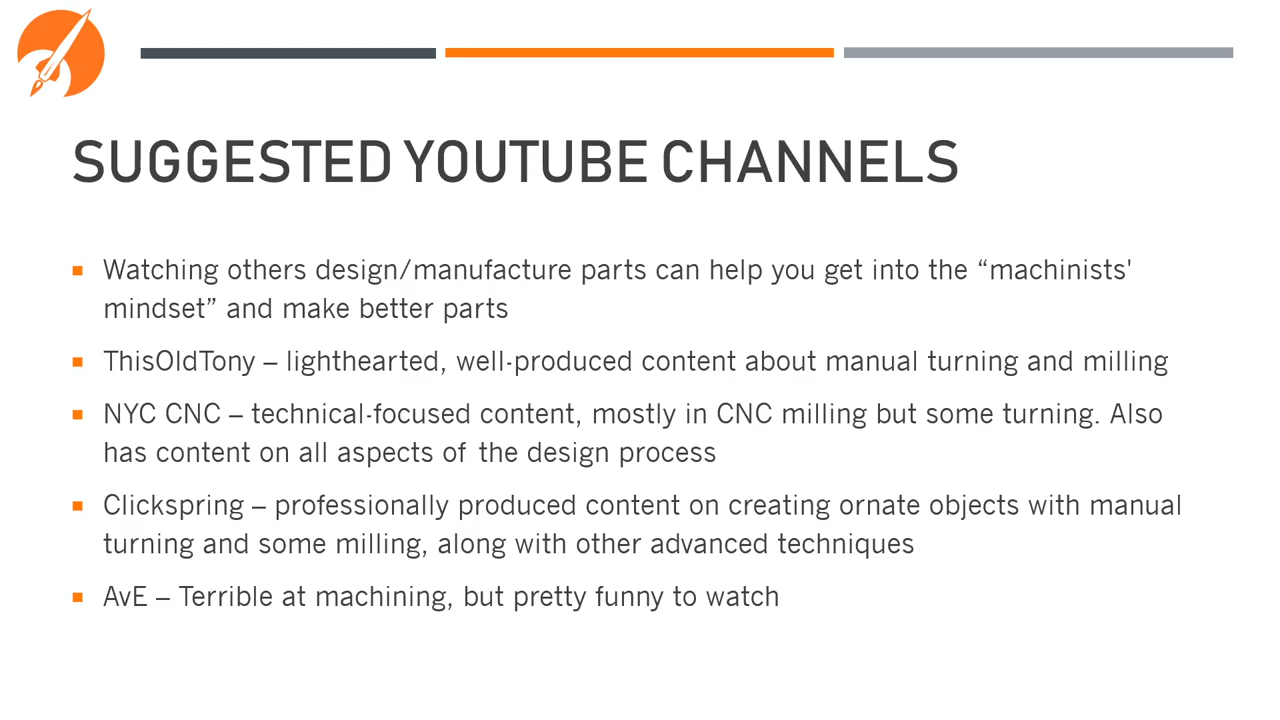 SUGGESTED YOUTUBE CHANNELS
Watching others design/manufacture parts can help you get into the “machinists'
mindset” and make better parts
ThisOldTony – lighthearted, well-produced content about manual turning and milling
NYC CNC – technical-focused content, mostly in CNC milling but some turning. Also
has content on all aspects of the design process
Clickspring – professionally produced content on creating ornate objects with manual
turning and some milling, along with other advanced techniques
AvE – Terrible at machining, but pretty funny to watch